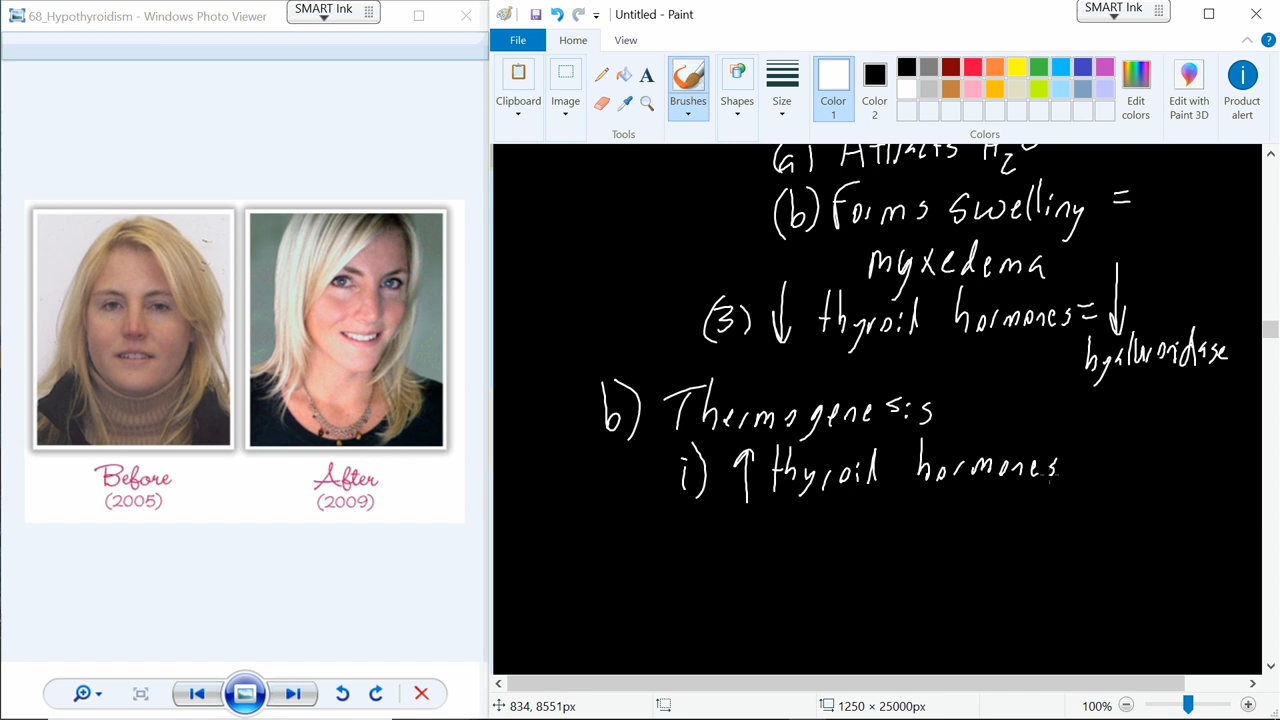 68_Hypothyroidism - Windows Photo Viewer
SMART Ink
Before
(2005)
After
(2009)
Untitled - Paint
SMART Ink
File
Home
View
Clipboard
Image
Tools
Brushes
Shapes
Size
Color 1
Color 2
Colors
Edit colors
Edit with Paint 3D
Product alert
(a) Attracts H2O
(b) Forms swelling =
myxedema
(3) ↓ thyroid hormones = ↓
hyaluronidase
b) Thermogenesis
i) ↑ thyroid hormones
834, 8551px
1250 × 25000px
100%